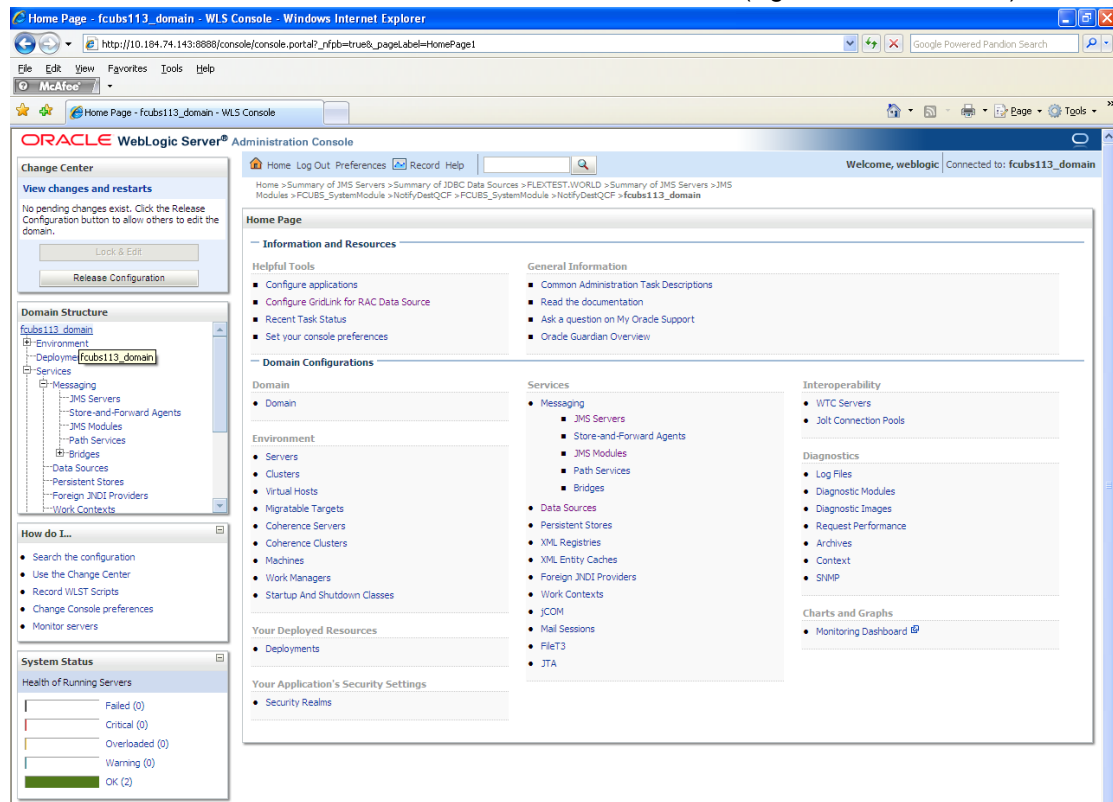 Home Page - fcubs113_domain - WLS Console - Windows Internet Explorer
http://10.184.74.143:8888/console/console.portal?_nfpb=true&_pageLabel=HomePage1
Google Powered Pandion Search
File Edit View Favorites Tools Help
McAfee
Home Page - fcubs113_domain - WLS Console
Page Tools
ORACLE WebLogic Server® Administration Console
Change Center
View changes and restarts
No pending changes exist. Click the Release
Configuration button to allow others to edit the
domain.
Lock & Edit
Release Configuration
Domain Structure
fcubs113_domain
Environment
Deployme
fcubs113_domain
Services
Messaging
JMS Servers
Store-and-Forward Agents
JMS Modules
Path Services
Bridges
Data Sources
Persistent Stores
Foreign JNDI Providers
Work Contexts
How do I...
Search the configuration
Use the Change Center
Record WLST Scripts
Change Console preferences
Monitor servers
System Status
Health of Running Servers
Failed (0)
Critical (0)
Overloaded (0)
Warning (0)
OK (2)
Home Log Out Preferences Record Help
Welcome, weblogic Connected to: fcubs113_domain
Home >Summary of JMS Servers >Summary of JDBC Data Sources >FLEXTEST.WORLD >Summary of JMS Servers >JMS
Modules >FCUBS_SystemModule >NotifyDestQCF >FCUBS_SystemModule >NotifyDestQCF >fcubs113_domain
Home Page
Information and Resources
Helpful Tools
Configure applications
Configure GridLink for RAC Data Source
Recent Task Status
Set your console preferences
General Information
Common Administration Task Descriptions
Read the documentation
Ask a question on My Oracle Support
Oracle Guardian Overview
Domain Configurations
Domain
Domain
Environment
Servers
Clusters
Virtual Hosts
Migratable Targets
Coherence Servers
Coherence Clusters
Machines
Work Managers
Startup And Shutdown Classes
Your Deployed Resources
Deployments
Your Application's Security Settings
Security Realms
Services
Messaging
JMS Servers
Store-and-Forward Agents
JMS Modules
Path Services
Bridges
Data Sources
Persistent Stores
XML Registries
XML Entity Caches
Foreign JNDI Providers
Work Contexts
jCOM
Mail Sessions
FileT3
JTA
Interoperability
WTC Servers
Jolt Connection Pools
Diagnostics
Log Files
Diagnostic Modules
Diagnostic Images
Request Performance
Archives
Context
SNMP
Charts and Graphs
Monitoring Dashboard